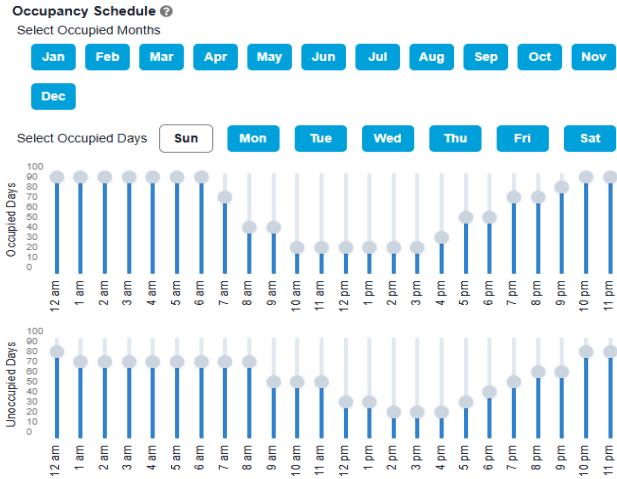 Occupancy Schedule ?
Select Occupied Months
Jan Feb Mar Apr May Jun Jul Aug Sep Oct Nov
Dec
Select Occupied Days Sun Mon Tue Wed Thu Fri Sat
Occupied Days
100
90
80
70
60
50
40
30
20
10
0
12 am 1 am 2 am 3 am 4 am 5 am 6 am 7 am 8 am 9 am 10 am 11 am 12 pm 1 pm 2 pm 3 pm 4 pm 5 pm 6 pm 7 pm 8 pm 9 pm 10 pm 11 pm
Unoccupied Days
100
90
80
70
60
50
40
30
20
10
0
12 am 1 am 2 am 3 am 4 am 5 am 6 am 7 am 8 am 9 am 10 am 11 am 12 pm 1 pm 2 pm 3 pm 4 pm 5 pm 6 pm 7 pm 8 pm 9 pm 10 pm 11 pm